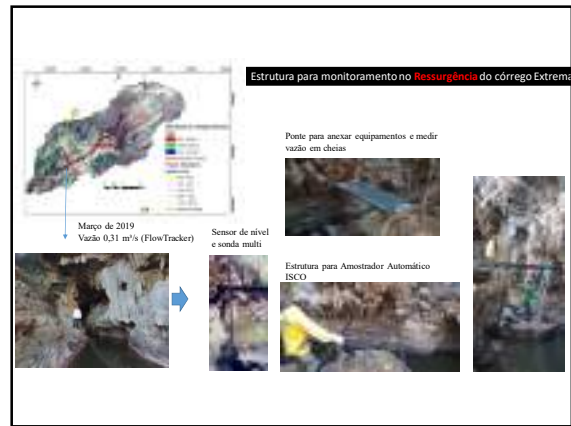 Estrutura para monitoramento no Ressurgência do córrego Extrema
Ponte para anexar equipamentos e medir
vazão em cheias
Março de 2019
Vazão 0,31 m³/s (FlowTracker)
Sensor de nível
e sonda multi
Estrutura para Amostrador Automático
ISCO